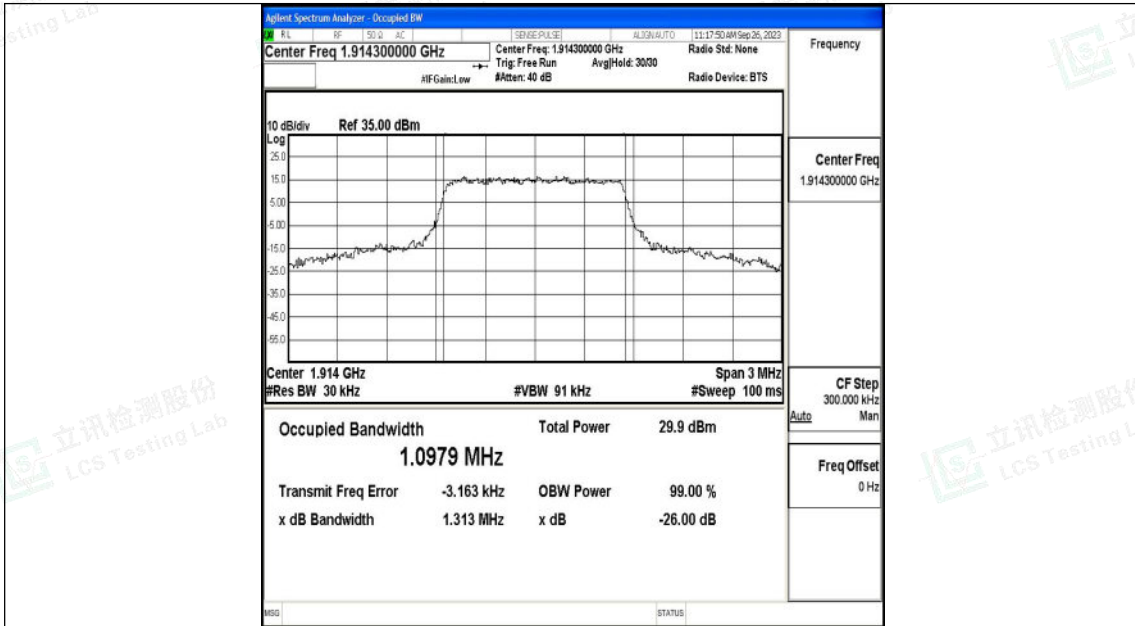 Agilent Spectrum Analyzer - Occupied BW
RL RF 50 Ω AC SENSE:PULSE ALIGNAUTO 11:17:50 AM Sep 26, 2023
Center Freq 1.914300000 GHz
Center Freq: 1.914300000 GHz
Radio Std: None
Trig: Free Run Avg|Hold: 30/30
#IFGain:Low #Atten: 40 dB Radio Device: BTS
Frequency
10 dB/div Ref 35.00 dBm
Log
25.0
15.0
5.00
-5.00
-15.0
-25.0
-35.0
-45.0
-55.0
Center Freq
1.914300000 GHz
Center 1.914 GHz Span 3 MHz
#Res BW 30 kHz #VBW 91 kHz #Sweep 100 ms
CF Step
300.000 kHz
Auto Man
Occupied Bandwidth Total Power 29.9 dBm
1.0979 MHz
Transmit Freq Error -3.163 kHz OBW Power 99.00 %
x dB Bandwidth 1.313 MHz x dB -26.00 dB
Freq Offset
0 Hz
MSG STATUS
立讯检测股份
LCS Testing Lab
立讯检测股份
LCS Testing L
sting Lab